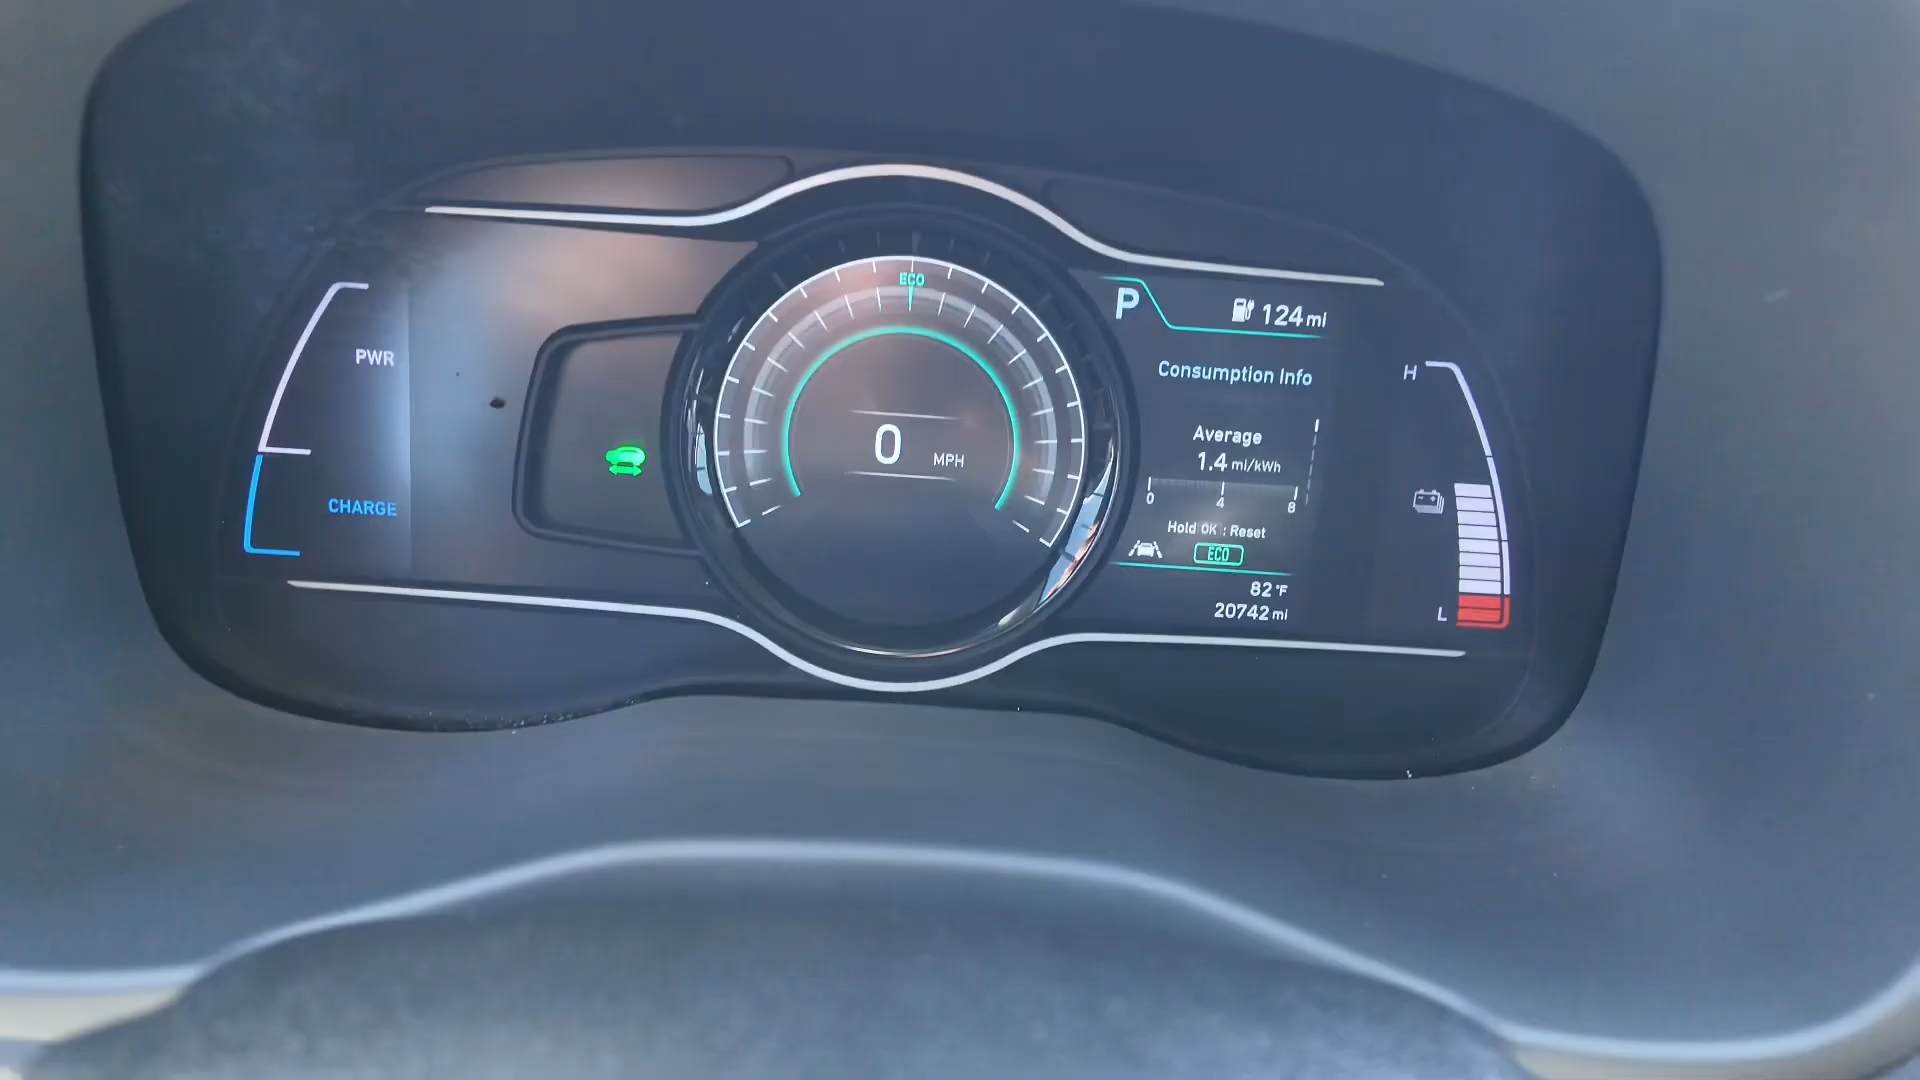 PWR
CHARGE
ECO
0 MPH
P
124 mi
Consumption Info
Average
1.4 mi/kWh
0 4 8
Hold OK : Reset
ECO
82 °F
20742 mi
H
L